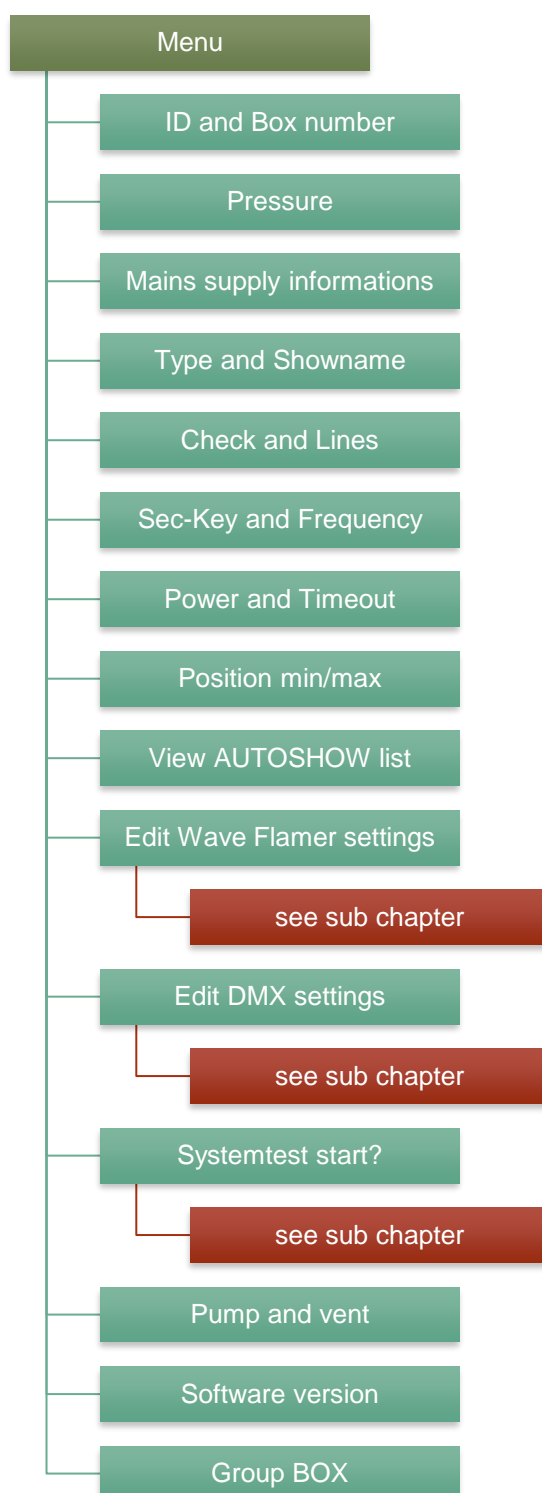 Menu
ID and Box number
Pressure
Mains supply informations
Type and Showname
Check and Lines
Sec-Key and Frequency
Power and Timeout
Position min/max
View AUTOSHOW list
Edit Wave Flamer settings
see sub chapter
Edit DMX settings
see sub chapter
Systemtest start?
see sub chapter
Pump and vent
Software version
Group BOX